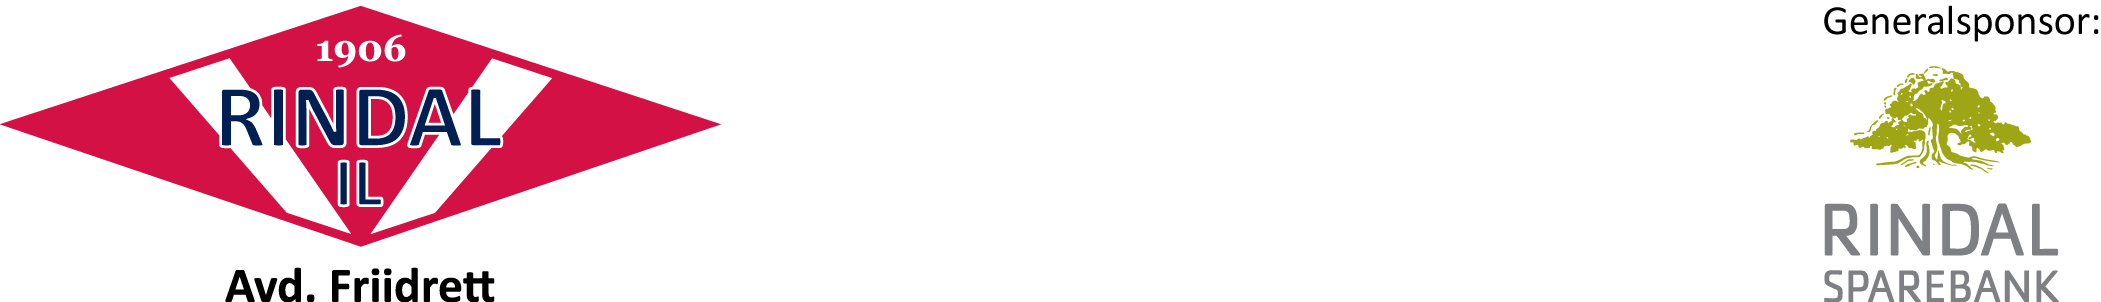 1906
RINDAL
IL
Avd. Friidrett
Generalsponsor:
RINDAL
SPAREBANK